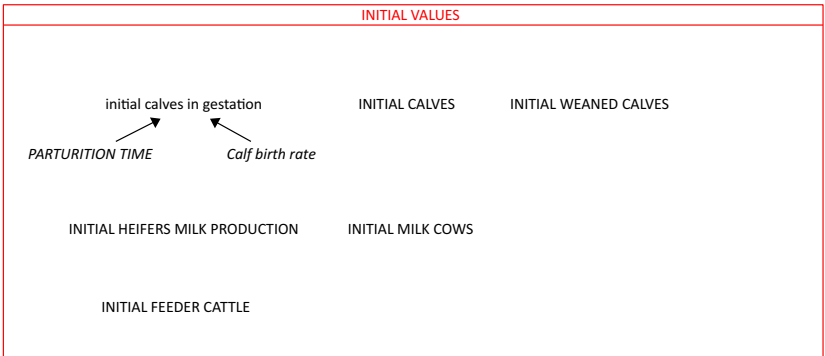 INITIAL VALUES
initial calves in gestation
INITIAL CALVES
INITIAL WEANED CALVES
PARTURITION TIME
Calf birth rate
INITIAL HEIFERS MILK PRODUCTION
INITIAL MILK COWS
INITIAL FEEDER CATTLE